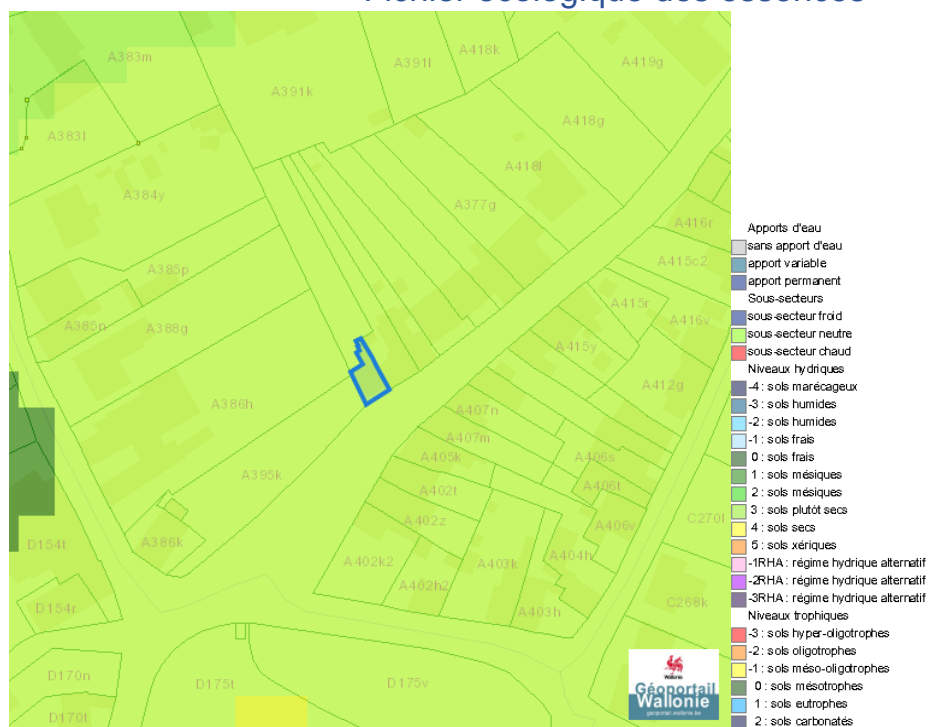 Fichier écologique des essences
A383m
A391l
A418k
A419g
A391k
A383l
A418g
A418l
A384y
A377g
A416r
A415c2
A385p
A415r
A385n
A388g
A416v
A415y
A412g
A386h
A407n
A407m
A405k
A395k
A406s
A402t
A406t
A402z
A406v
C270l
A386k
D154t
A402k2
A403k
A404h
A402h2
D154r
A403h
C268k
D170n
D175t
D175v
D170t
Wallonie
Géoportail
Wallonie
geoportail.wallonie.be
Apports d'eau
sans apport d'eau
apport variable
apport permanent
Sous-secteurs
sous-secteur froid
sous-secteur neutre
sous-secteur chaud
Niveaux hydriques
-4 : sols marécageux
-3 : sols humides
-2 : sols humides
-1 : sols frais
0 : sols frais
1 : sols mésiques
2 : sols mésiques
3 : sols plutôt secs
4 : sols secs
5 : sols xériques
-1RHA : régime hydrique alternatif
-2RHA : régime hydrique alternatif
-3RHA : régime hydrique alternatif
Niveaux trophiques
-3 : sols hyper-oligotrophes
-2 : sols oligotrophes
-1 : sols méso-oligotrophes
0 : sols mésotrophes
1 : sols eutrophes
2 : sols carbonatés